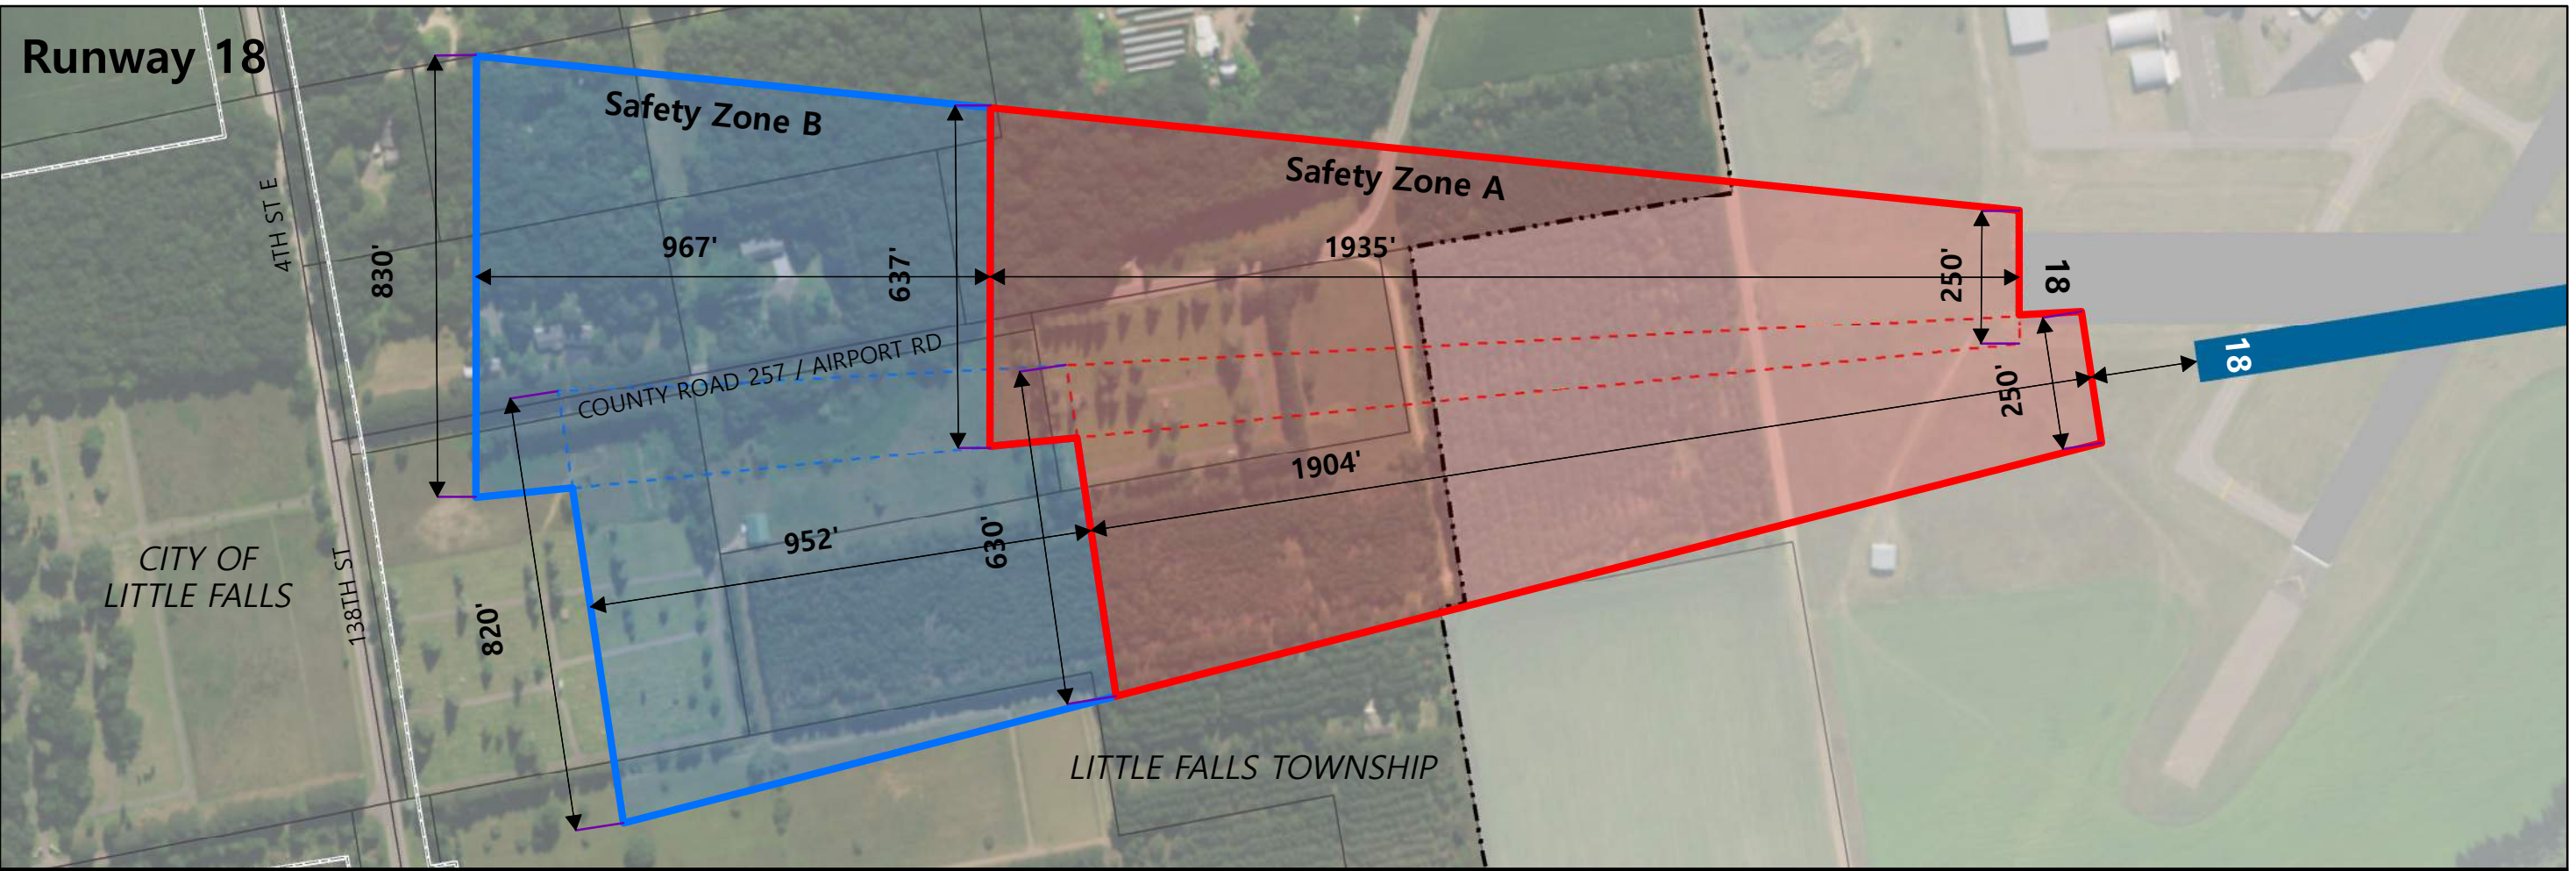 Runway 18
Safety Zone B
Safety Zone A
4TH ST E
830'
967'
637'
1935'
250'
18
18
COUNTY ROAD 257 / AIRPORT RD
250'
1904'
952'
630'
CITY OF
LITTLE FALLS
138TH ST
820'
LITTLE FALLS TOWNSHIP